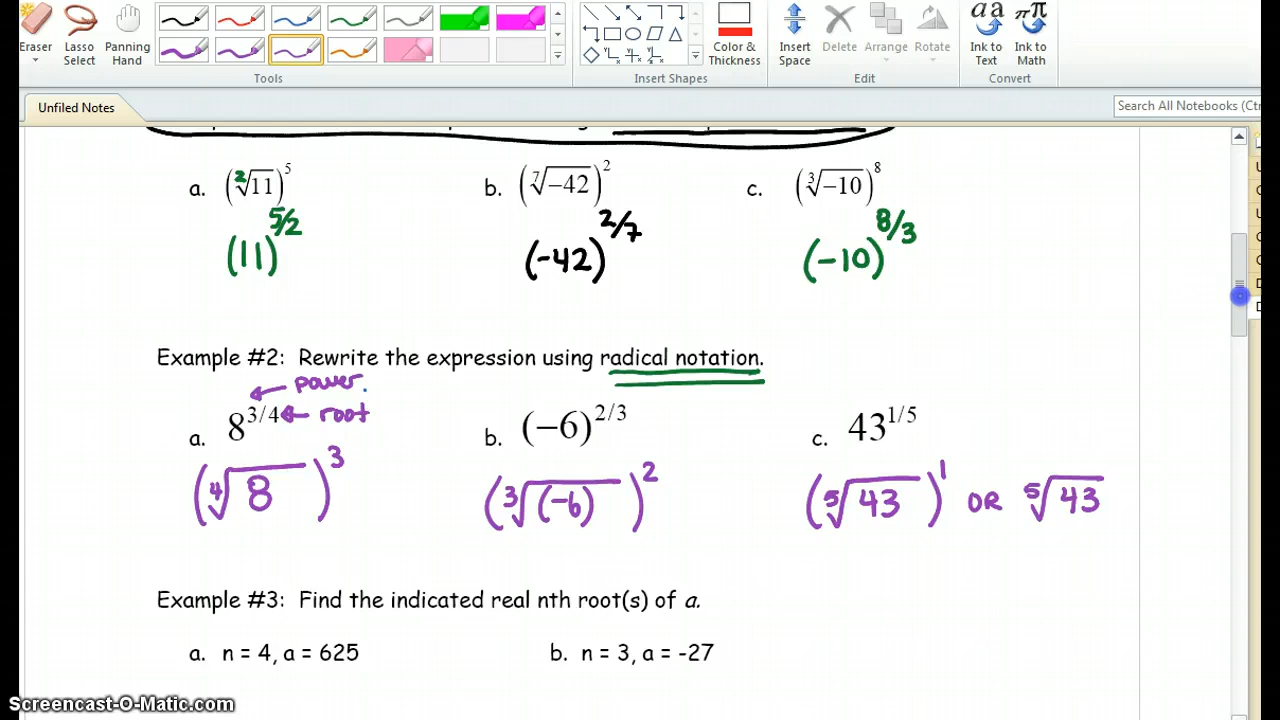 Eraser Lasso Select Panning Hand Color & Thickness Insert Space Delete Arrange Rotate Ink to Text Ink to Math
Tools Insert Shapes Edit Convert
Unfiled Notes Search All Notebooks (Ctr
a. (²√11)⁵ b. (⁷√−42)² c. (³√−10)⁸
(11)^5/2 (-42)^2/7 (-10)^8/3
Example #2: Rewrite the expression using radical notation.
← power
a. 8^3/4 ← root b. (−6)^2/3 c. 43^1/5
(⁴√8)³ (³√(-6))² (⁵√43)¹ OR ⁵√43
Example #3: Find the indicated real nth root(s) of a.
a. n = 4, a = 625 b. n = 3, a = -27
Screencast-O-Matic.com